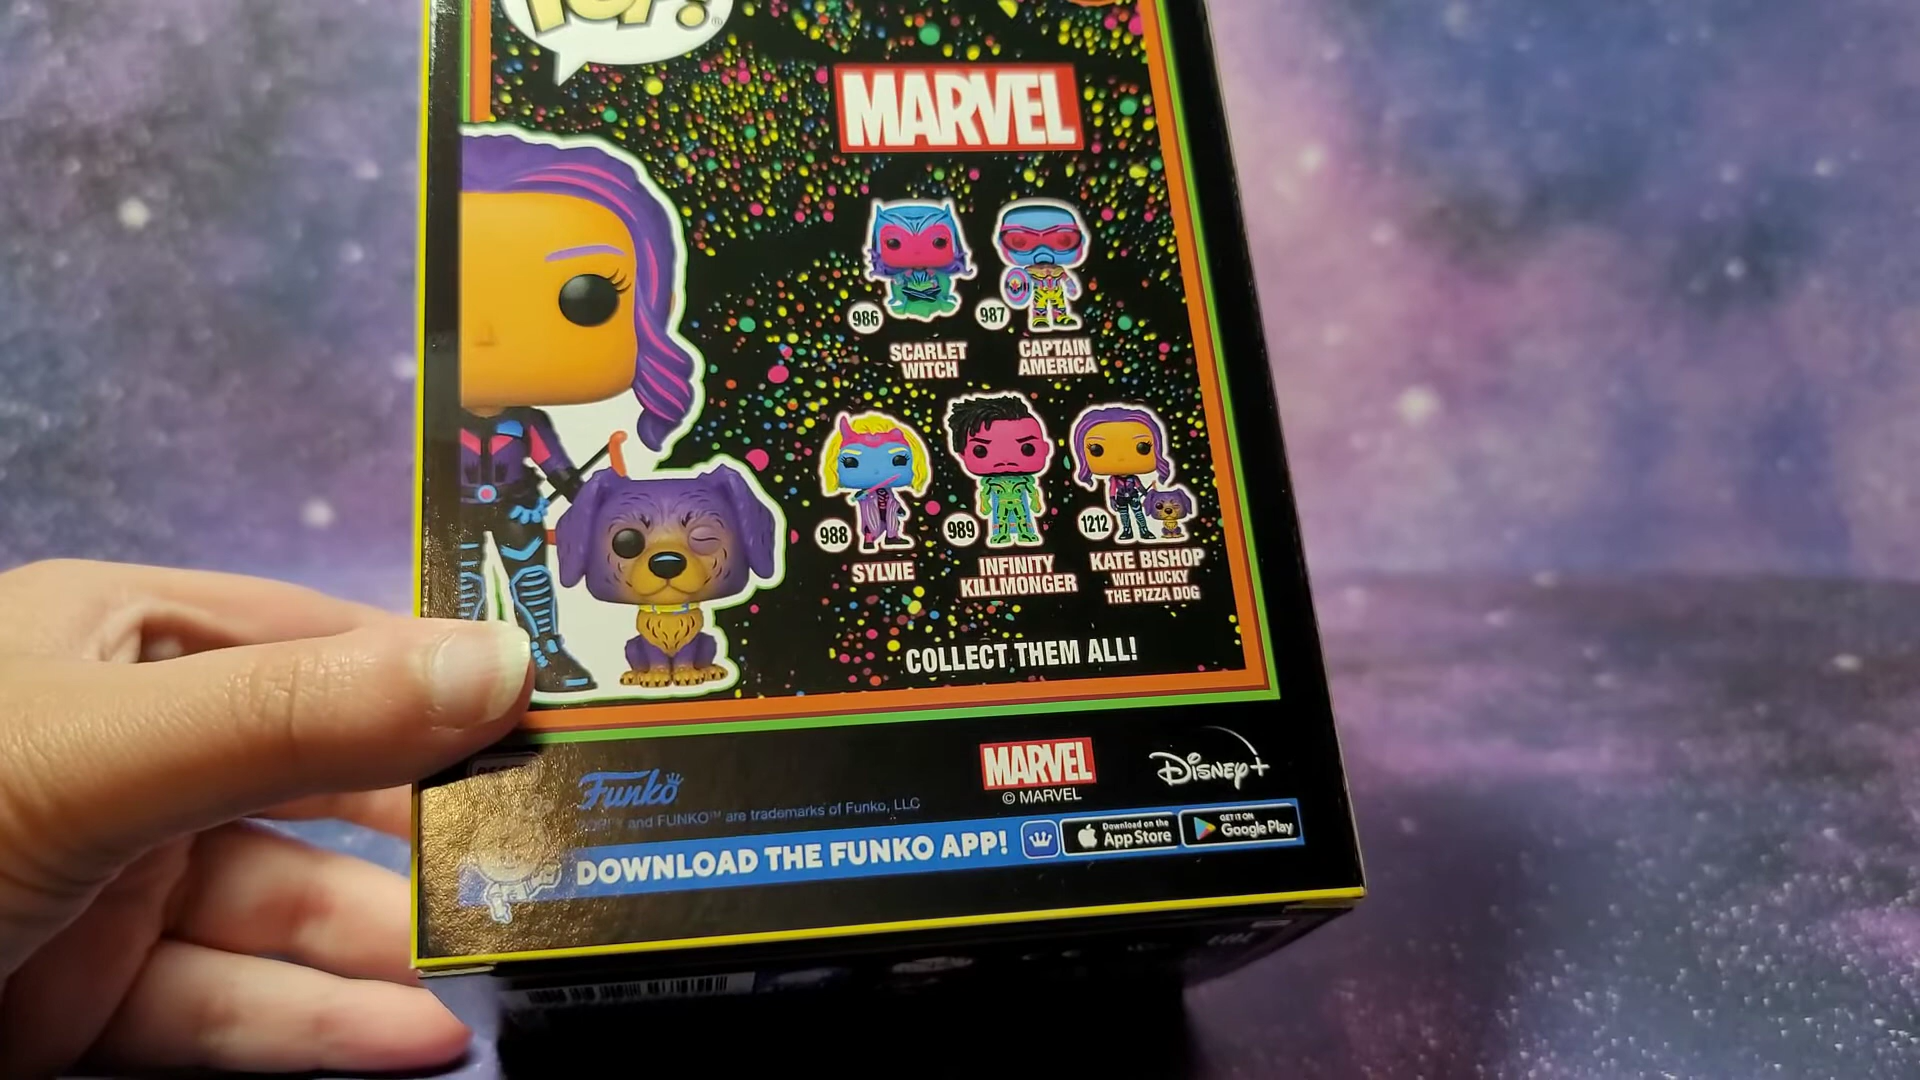 POP!
MARVEL
986
987
SCARLET
WITCH
CAPTAIN
AMERICA
988
989
1212
SYLVIE
INFINITY
KILLMONGER
KATE BISHOP
WITH LUCKY
THE PIZZA DOG
COLLECT THEM ALL!
Funko
MARVEL
© MARVEL
Disney+
and FUNKO™ are trademarks of Funko, LLC
DOWNLOAD THE FUNKO APP!
Download on the
App Store
GET IT ON
Google Play